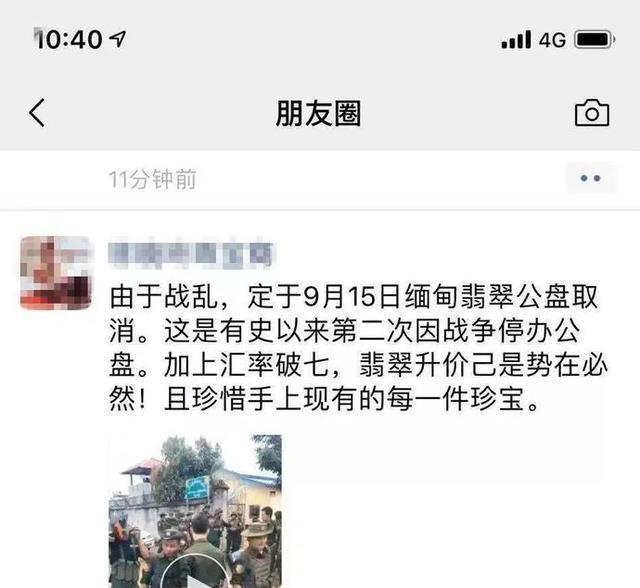 10:40
4G
朋友圈
11分钟前
由于战乱，定于9月15日缅甸翡翠公盘取
消。这是有史以来第二次因战争停办公
盘。加上汇率破七，翡翠升价己是势在必
然！且珍惜手上现有的每一件珍宝。